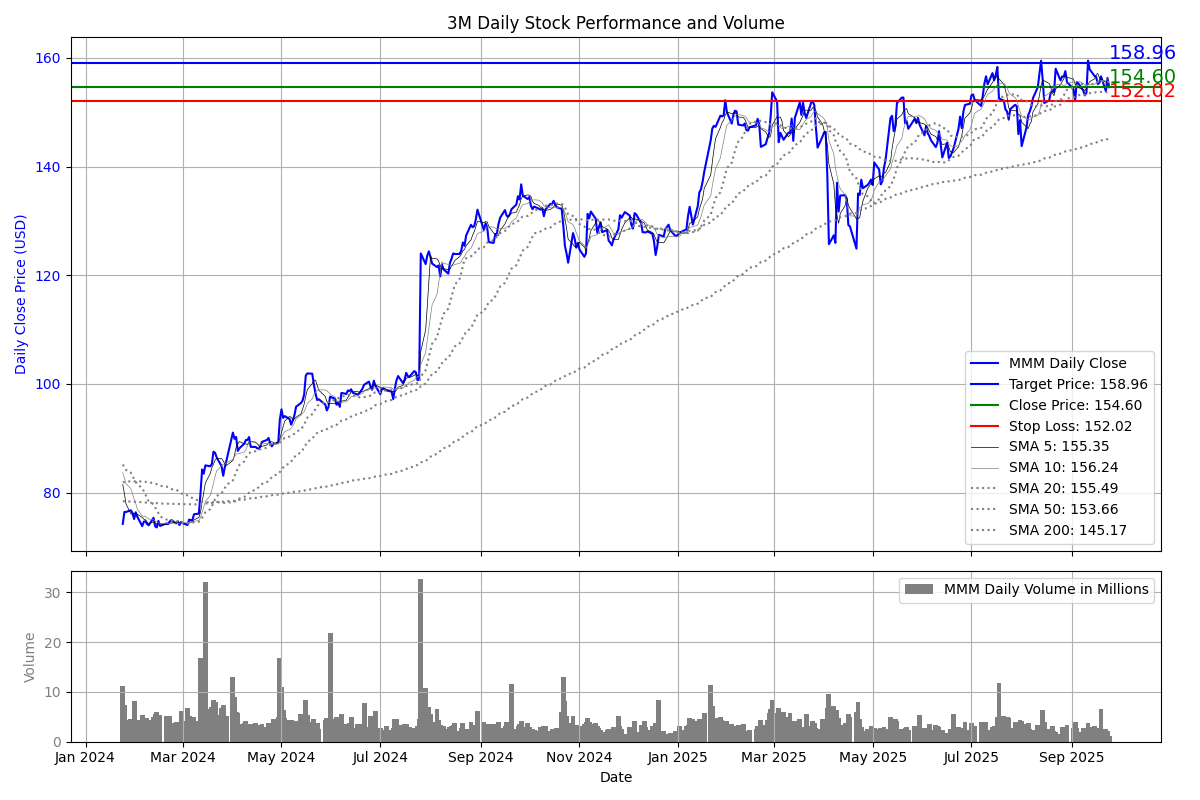 3M Daily Stock Performance and Volume
Daily Close Price (USD)
160
140
120
100
80
158.96
154.60
152.02
MMM Daily Close
Target Price: 158.96
Close Price: 154.60
Stop Loss: 152.02
SMA 5: 155.35
SMA 10: 156.24
SMA 20: 155.49
SMA 50: 153.66
SMA 200: 145.17
Volume
30
20
10
0
MMM Daily Volume in Millions
Jan 2024 Mar 2024 May 2024 Jul 2024 Sep 2024 Nov 2024 Jan 2025 Mar 2025 May 2025 Jul 2025 Sep 2025
Date